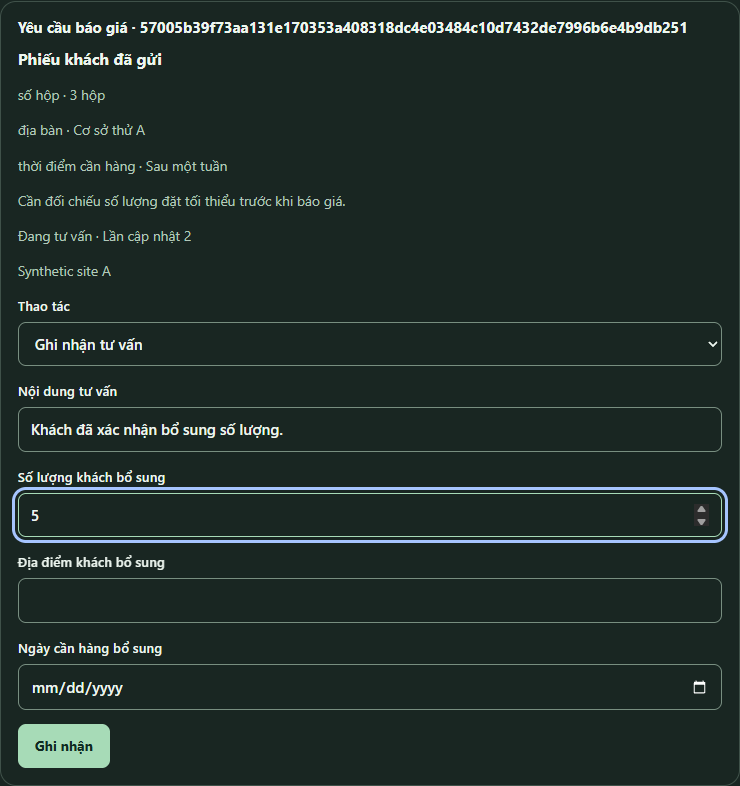 Yêu cầu báo giá · 57005b39f73aa131e170353a408318dc4e03484c10d7432de7996b6e4b9db251
Phiếu khách đã gửi
số hộp · 3 hộp
địa bàn · Cơ sở thử A
thời điểm cần hàng · Sau một tuần
Cần đối chiếu số lượng đặt tối thiểu trước khi báo giá.
Đang tư vấn · Lần cập nhật 2
Synthetic site A
Thao tác
Ghi nhận tư vấn
Nội dung tư vấn
Khách đã xác nhận bổ sung số lượng.
Số lượng khách bổ sung
5
Địa điểm khách bổ sung
Ngày cần hàng bổ sung
mm/dd/yyyy
Ghi nhận